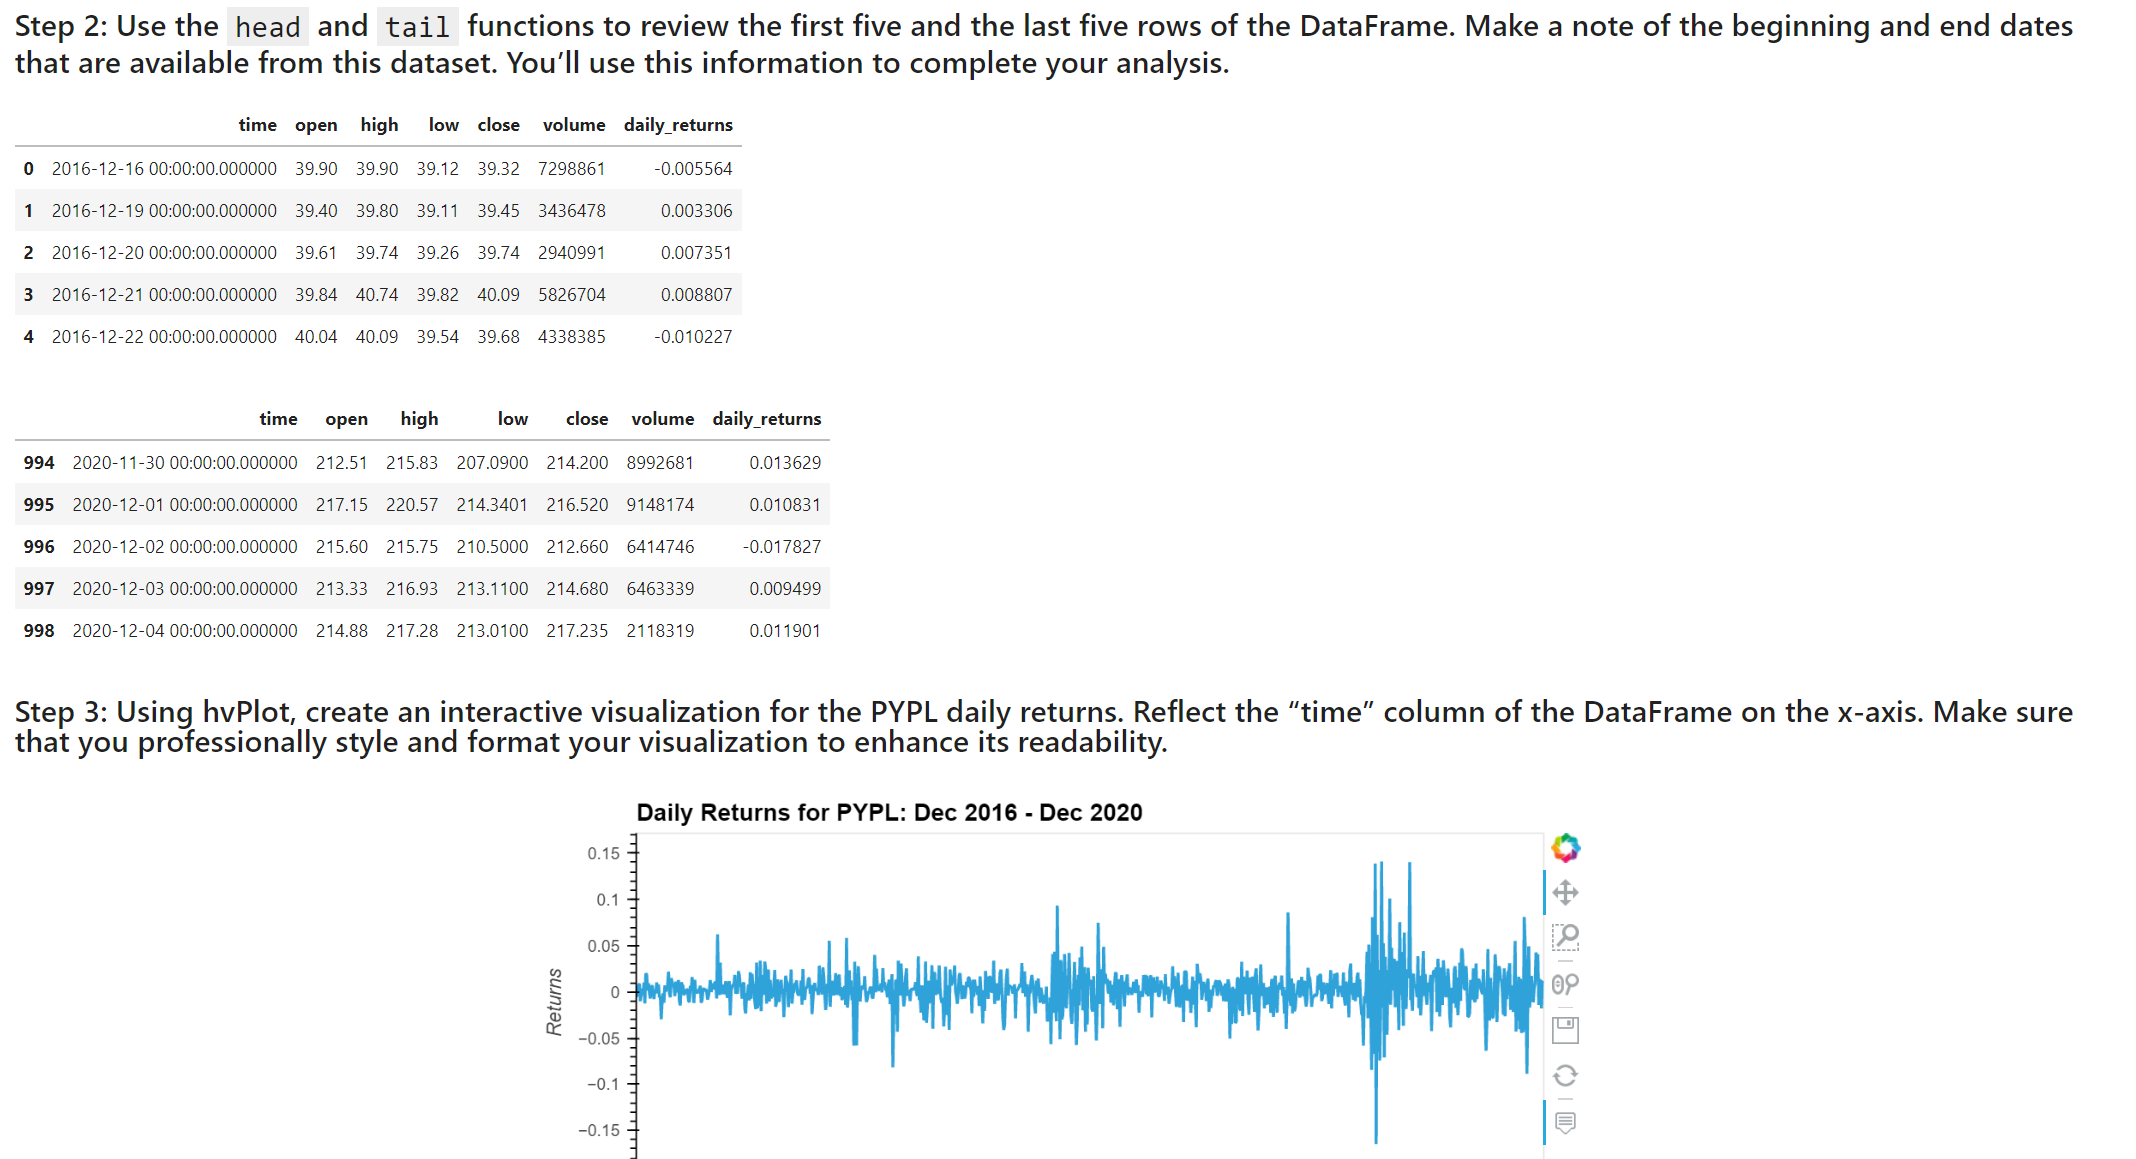 Step 2: Use the head and tail functions to review the first five and the last five rows of the DataFrame. Make a note of the beginning and end dates
that are available from this dataset. You’ll use this information to complete your analysis.
time open high low close volume daily_returns
0 2016-12-16 00:00:00.000000 39.90 39.90 39.12 39.32 7298861 -0.005564
1 2016-12-19 00:00:00.000000 39.40 39.80 39.11 39.45 3436478 0.003306
2 2016-12-20 00:00:00.000000 39.61 39.74 39.26 39.74 2940991 0.007351
3 2016-12-21 00:00:00.000000 39.84 40.74 39.82 40.09 5826704 0.008807
4 2016-12-22 00:00:00.000000 40.04 40.09 39.54 39.68 4338385 -0.010227
time open high low close volume daily_returns
994 2020-11-30 00:00:00.000000 212.51 215.83 207.0900 214.200 8992681 0.013629
995 2020-12-01 00:00:00.000000 217.15 220.57 214.3401 216.520 9148174 0.010831
996 2020-12-02 00:00:00.000000 215.60 215.75 210.5000 212.660 6414746 -0.017827
997 2020-12-03 00:00:00.000000 213.33 216.93 213.1100 214.680 6463339 0.009499
998 2020-12-04 00:00:00.000000 214.88 217.28 213.0100 217.235 2118319 0.011901
Step 3: Using hvPlot, create an interactive visualization for the PYPL daily returns. Reflect the “time” column of the DataFrame on the x-axis. Make sure
that you professionally style and format your visualization to enhance its readability.
Daily Returns for PYPL: Dec 2016 - Dec 2020
0.15
0.1
0.05
0
−0.05
−0.1
−0.15
Returns